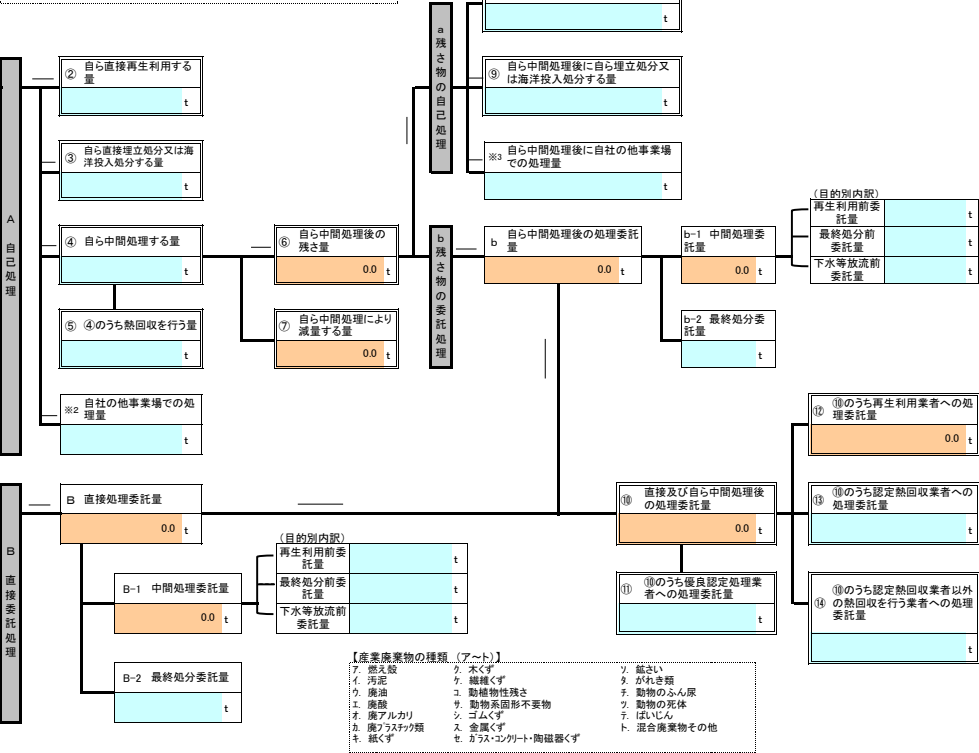 t
a 残さ物の自己処理
② 自ら直接再生利用する
量
t
⑨ 自ら中間処理後に自ら埋立処分又
は海洋投入処分する量
t
③ 自ら直接埋立処分又は海
洋投入処分する量
t
※3 自ら中間処理後に自社の他事業場
での処理量
t
A 自己処理
④ 自ら中間処理する量
t
⑥ 自ら中間処理後の
残さ量
0.0 t
b 残さ物の委託処理
b 自ら中間処理後の処理委託
量
0.0 t
b-1 中間処理委
託量
0.0 t
(目的別内訳)
再生利用前委
託量
t
最終処分前
委託量
t
下水等放流前
委託量
t
⑤ ④のうち熱回収を行う量
t
⑦ 自ら中間処理により
減量する量
0.0 t
b-2 最終処分委
託量
t
※2 自社の他事業場での処
理量
t
⑫ ⑩のうち再生利用業者への処
理委託量
0.0 t
B 直接委託処理
B 直接処理委託量
0.0 t
⑩ 直接及び自ら中間処理後
の処理委託量
0.0 t
⑬ ⑩のうち認定熱回収業者への
処理委託量
t
(目的別内訳)
再生利用前委
託量
t
最終処分前委
託量
t
下水等放流前
委託量
t
B-1 中間処理委託量
0.0 t
⑪ ⑩のうち優良認定処理業
者への処理委託量
t
⑭ ⑩のうち認定熱回収業者以外
の熱回収を行う業者への処理
委託量
t
B-2 最終処分委託量
t
【産業廃棄物の種類 (ア～ト)】
ア. 燃え殻
イ. 汚泥
ウ. 廃油
エ. 廃酸
オ. 廃アルカリ
カ. 廃プラスチック類
キ. 紙くず
ク. 木くず
ケ. 繊維くず
コ. 動植物性残さ
サ. 動物系固形不要物
シ. ゴムくず
ス. 金属くず
セ. ガラス・コンクリート・陶磁器くず
ソ. 鉱さい
タ. がれき類
チ. 動物のふん尿
ツ. 動物の死体
テ. ばいじん
ト. 混合廃棄物その他